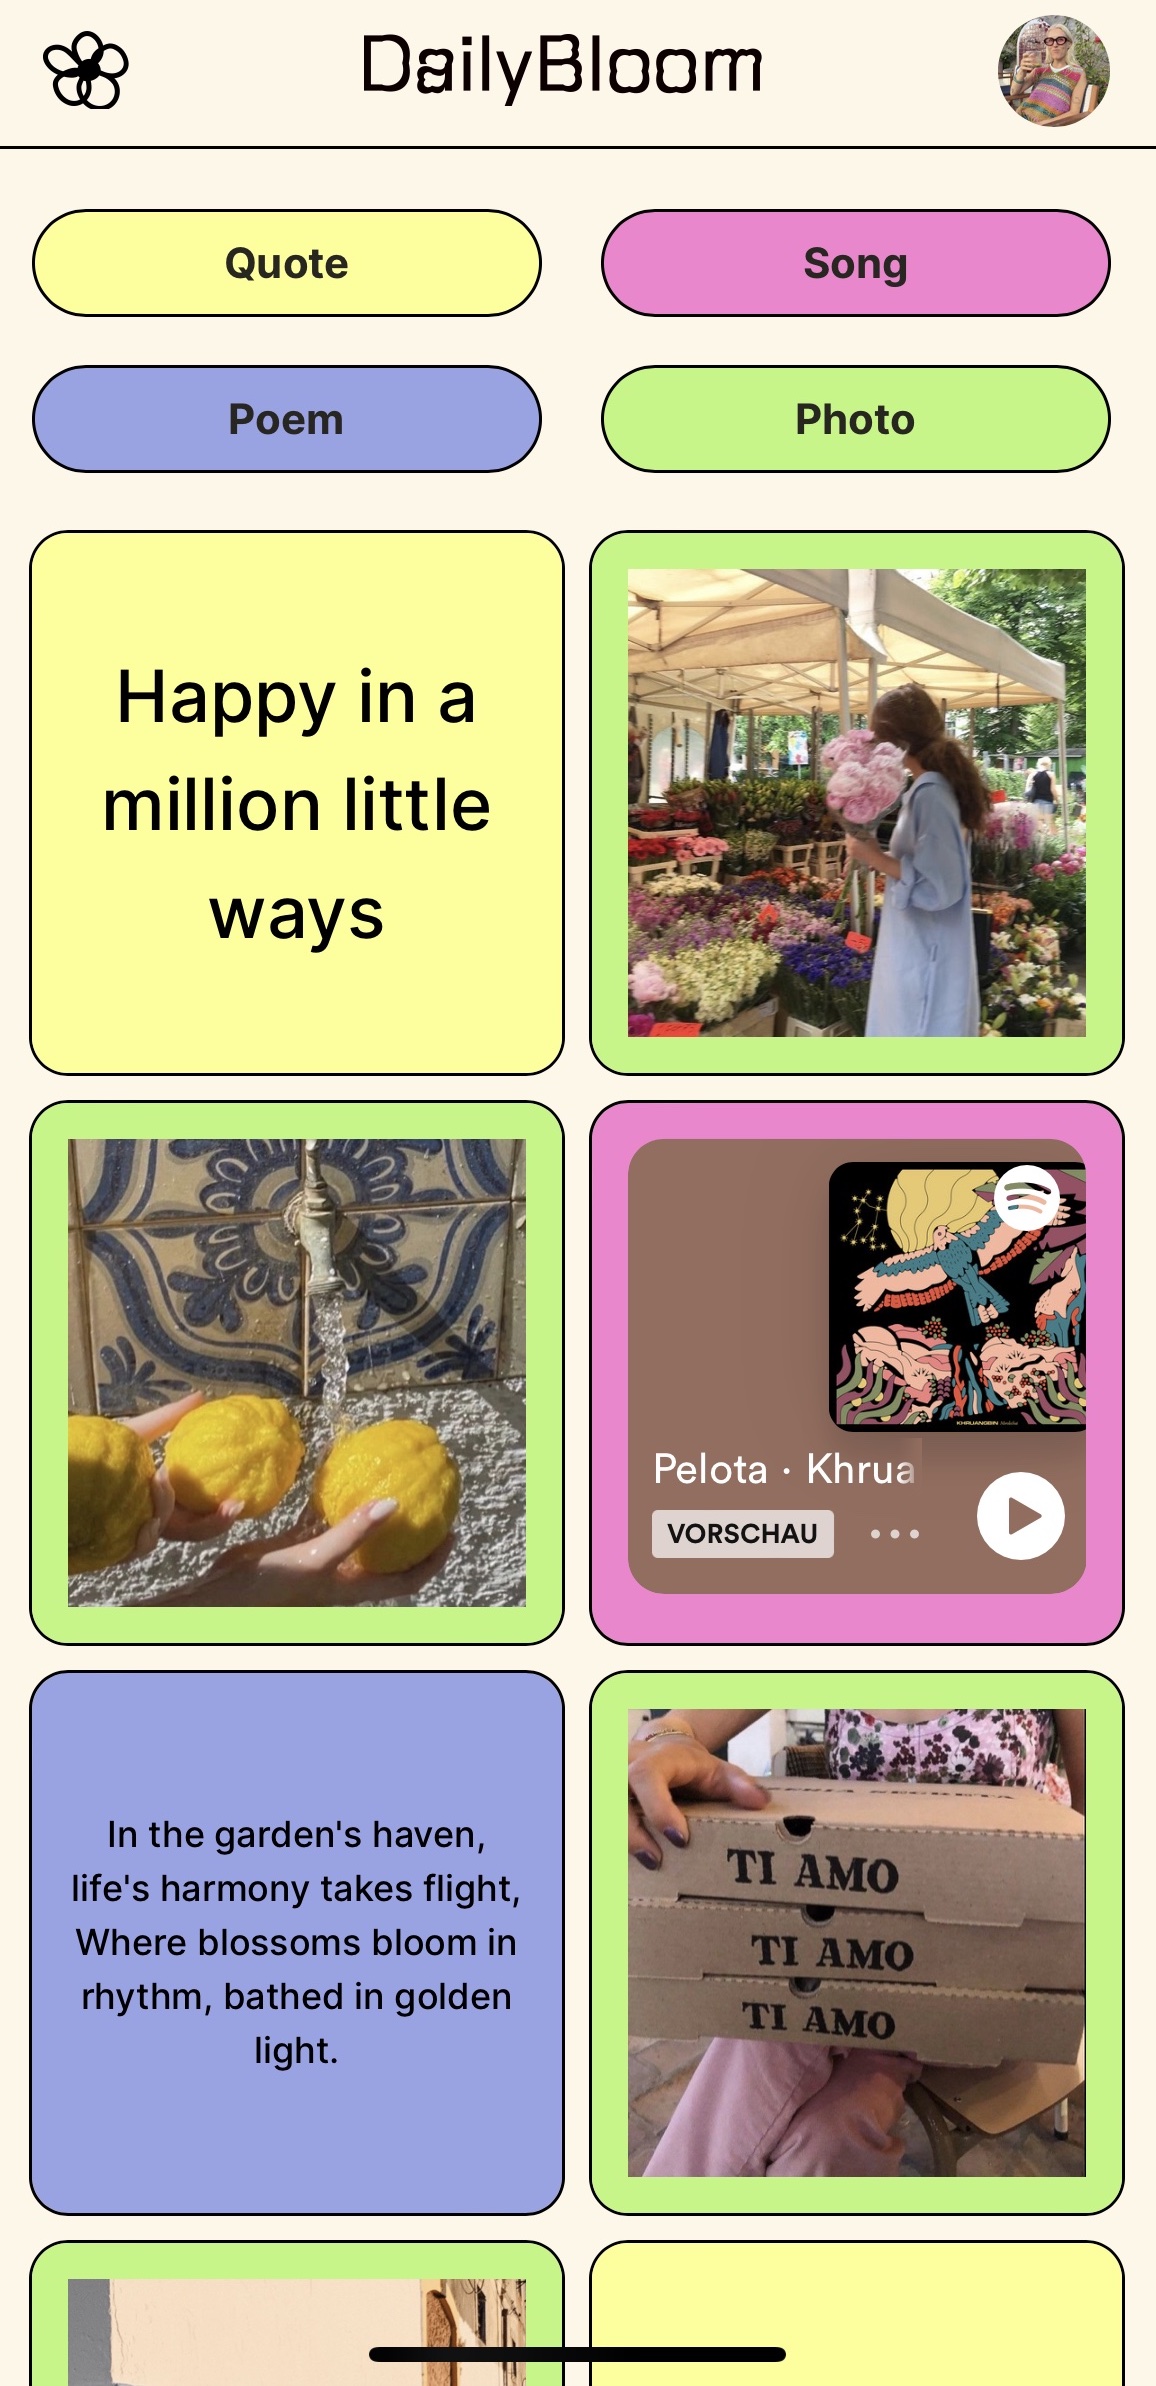 DailyBloom
Quote
Song
Poem
Photo
Happy in a
million little
ways
KHRUANGBIN
Pelota · Khrua
VORSCHAU
In the garden's haven,
life's harmony takes flight,
Where blossoms bloom in
rhythm, bathed in golden
light.
TI AMO
TI AMO
TI AMO